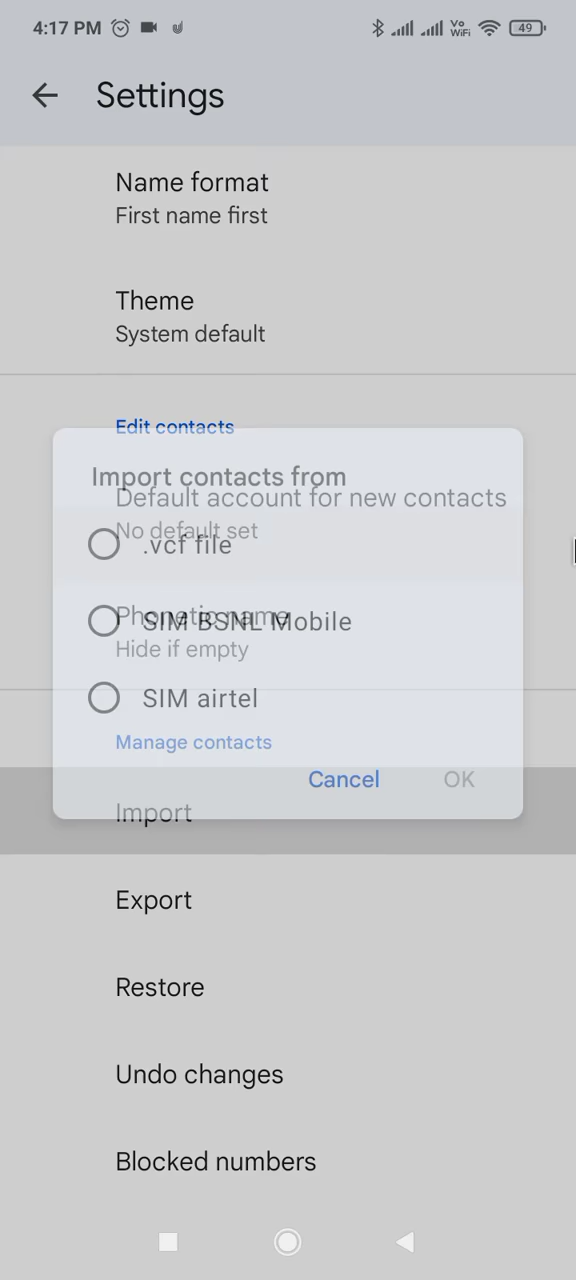 4:17 PM
Vo
WiFi
49
Settings
Name format
First name first
Theme
System default
Edit contacts
Import contacts from
Default account for new contacts
No default set
.vcf file
Phonetic name
SIM BSNL Mobile
Hide if empty
SIM airtel
Manage contacts
Cancel
OK
Import
Export
Restore
Undo changes
Blocked numbers